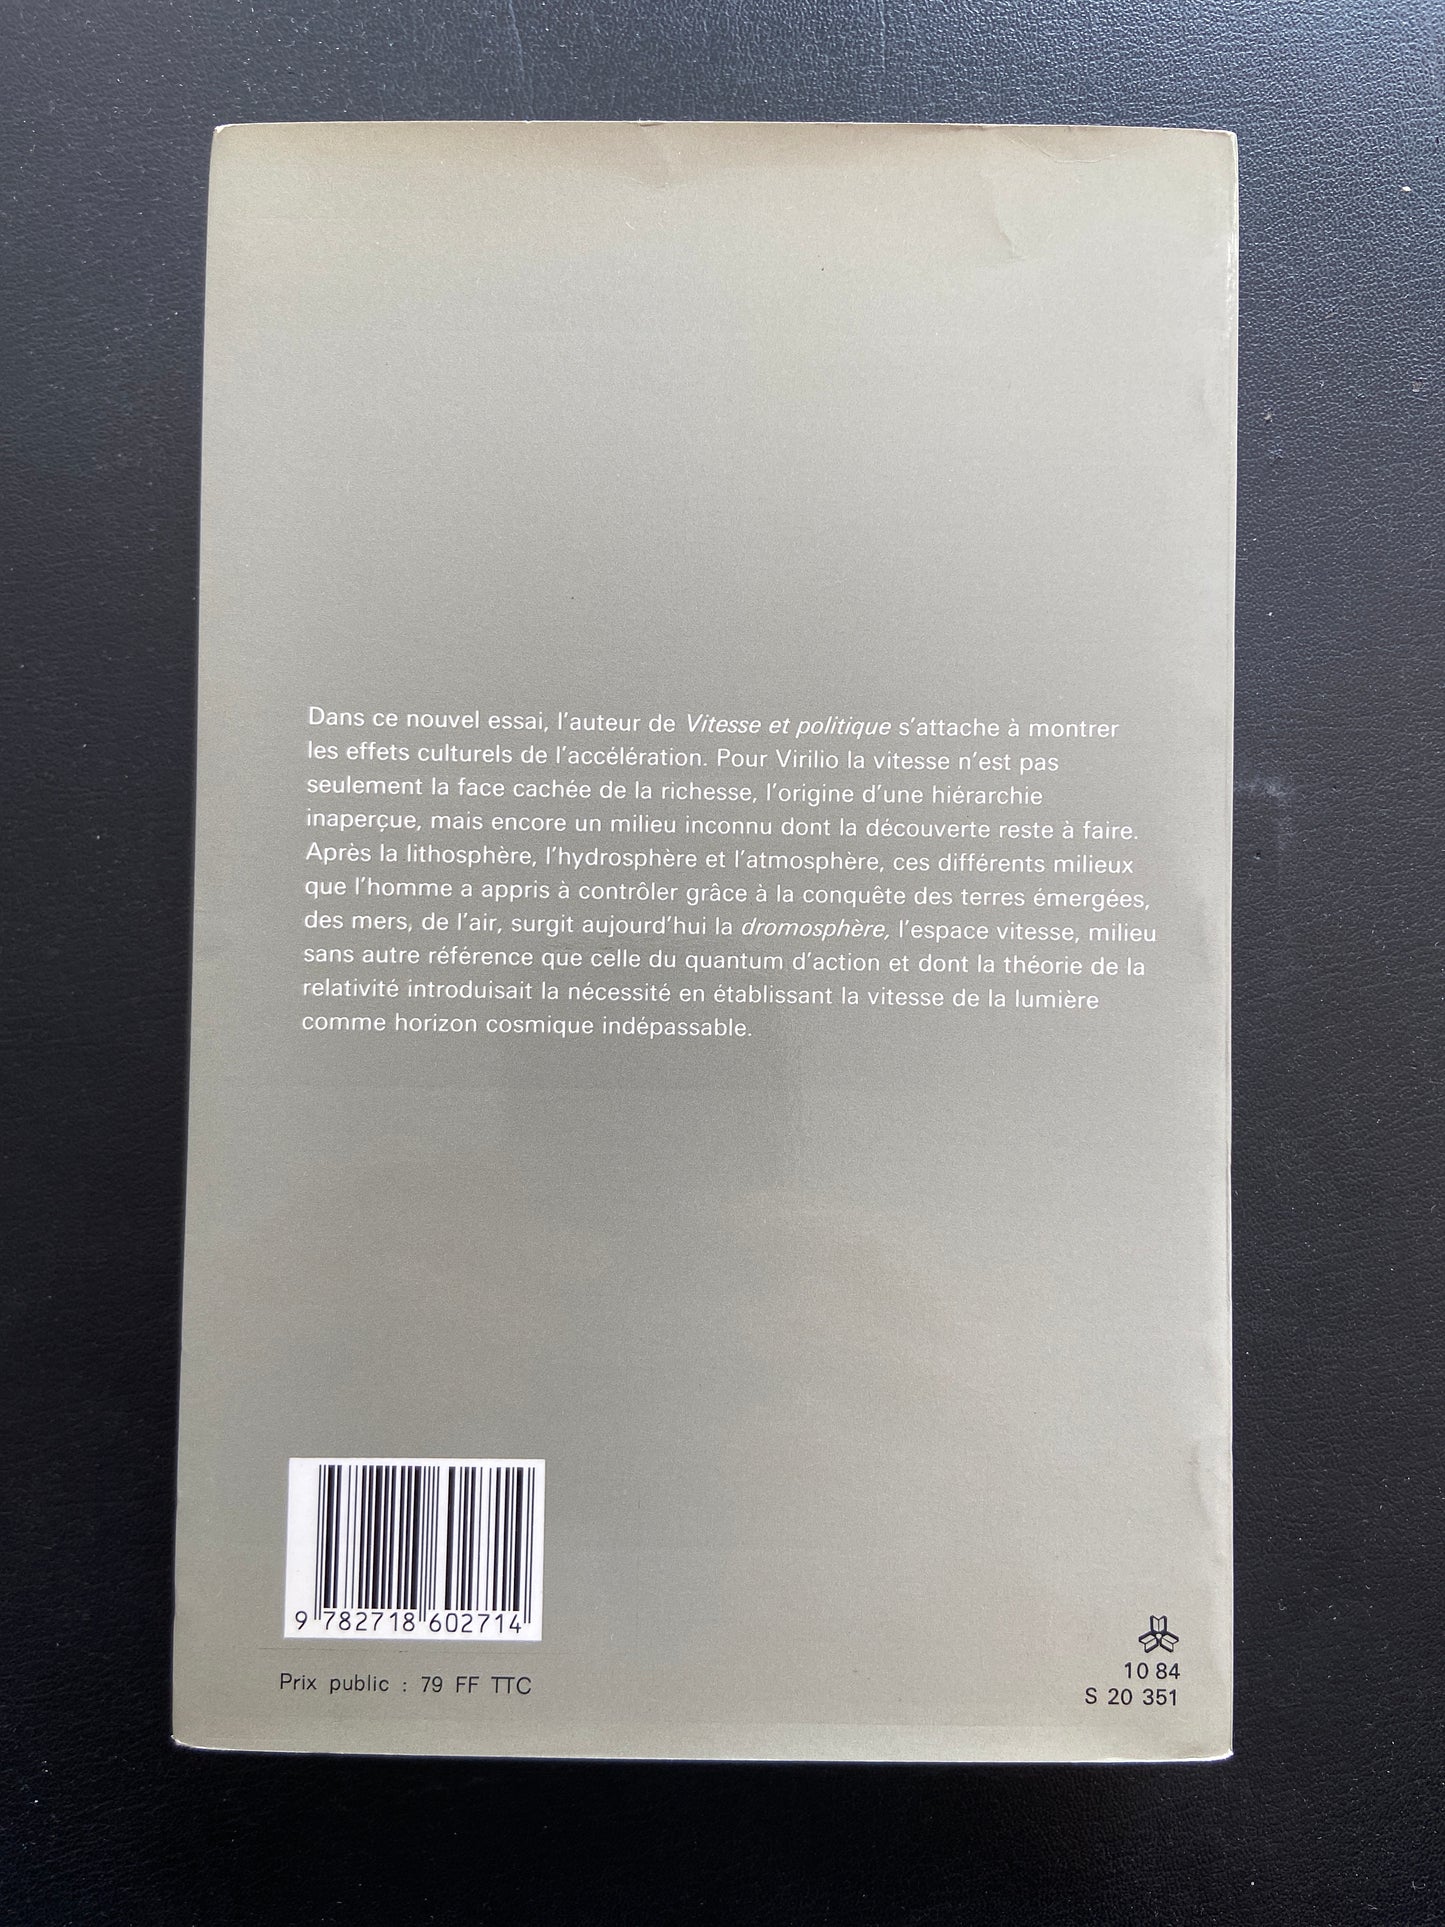 Dans ce nouvel essai, l'auteur de Vitesse et politique s'attache à montrer
les effets culturels de l'accélération. Pour Virilio la vitesse n'est pas
seulement la face cachée de la richesse, l'origine d'une hiérarchie
inaperçue, mais encore un milieu inconnu dont la découverte reste à faire.
Après la lithosphère, l'hydrosphère et l'atmosphère, ces différents milieux
que l'homme a appris à contrôler grâce à la conquête des terres émergées,
des mers, de l'air, surgit aujourd'hui la dromosphère, l'espace vitesse, milieu
sans autre référence que celle du quantum d'action et dont la théorie de la
relativité introduisait la nécessité en établissant la vitesse de la lumière
comme horizon cosmique indépassable.
9 782718 602714
Prix public : 79 FF TTC
10 84
S 20 351